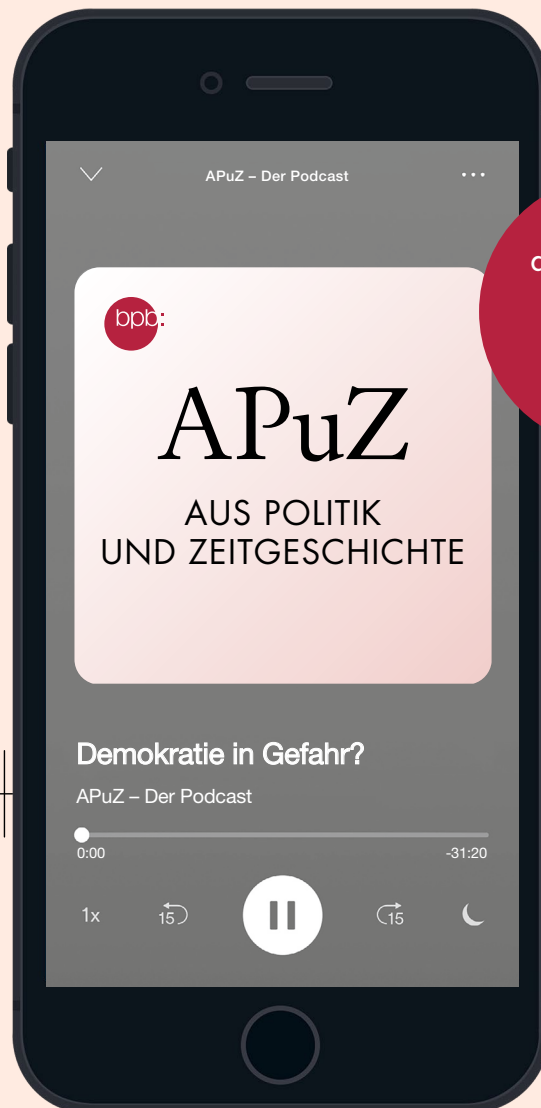 APuZ – Der Podcast
bpb:
APuZ
AUS POLITIK
UND ZEITGESCHICHTE
Demokratie in Gefahr?
APuZ – Der Podcast
0:00
-31:20
1x
15
15